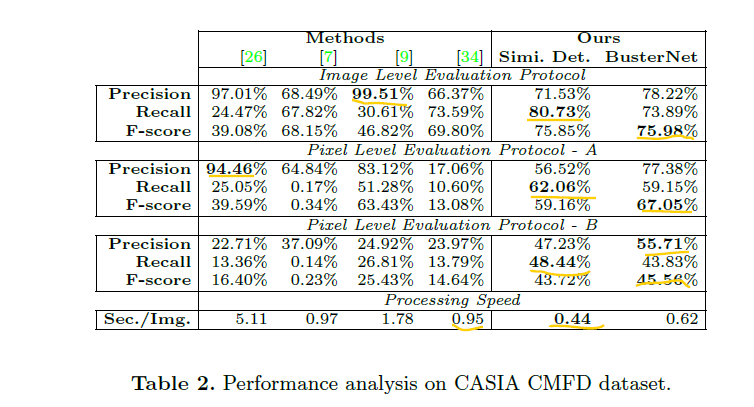 Methods Ours
[26] [7] [9] [34] Simi. Det. BusterNet
Image Level Evaluation Protocol
Precision 97.01% 68.49% 99.51% 66.37% 71.53% 78.22%
Recall 24.47% 67.82% 30.61% 73.59% 80.73% 73.89%
F-score 39.08% 68.15% 46.82% 69.80% 75.85% 75.98%
Pixel Level Evaluation Protocol - A
Precision 94.46% 64.84% 83.12% 17.06% 56.52% 77.38%
Recall 25.05% 0.17% 51.28% 10.60% 62.06% 59.15%
F-score 39.59% 0.34% 63.43% 13.08% 59.16% 67.05%
Pixel Level Evaluation Protocol - B
Precision 22.71% 37.09% 24.92% 23.97% 47.23% 55.71%
Recall 13.36% 0.14% 26.81% 13.79% 48.44% 43.83%
F-score 16.40% 0.23% 25.43% 14.64% 43.72% 45.56%
Processing Speed
Sec./Img. 5.11 0.97 1.78 0.95 0.44 0.62
Table 2. Performance analysis on CASIA CMFD dataset.